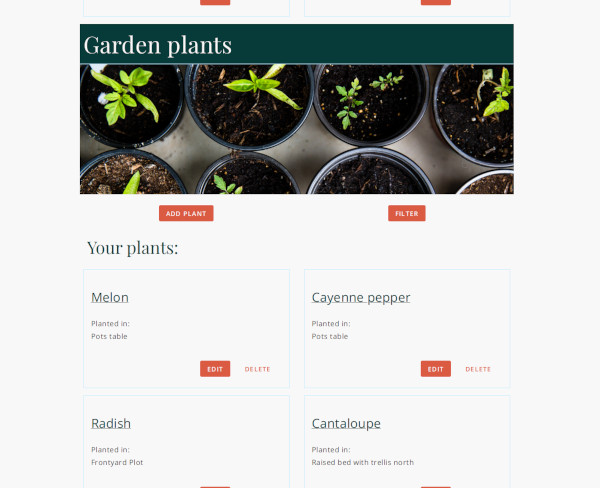 Garden plants
ADD PLANT
FILTER
Your plants:
Melon
Planted in:
Pots table
EDIT
DELETE
Cayenne pepper
Planted in:
Pots table
EDIT
DELETE
Radish
Planted in:
Frontyard Plot
Cantaloupe
Planted in:
Raised bed with trellis north